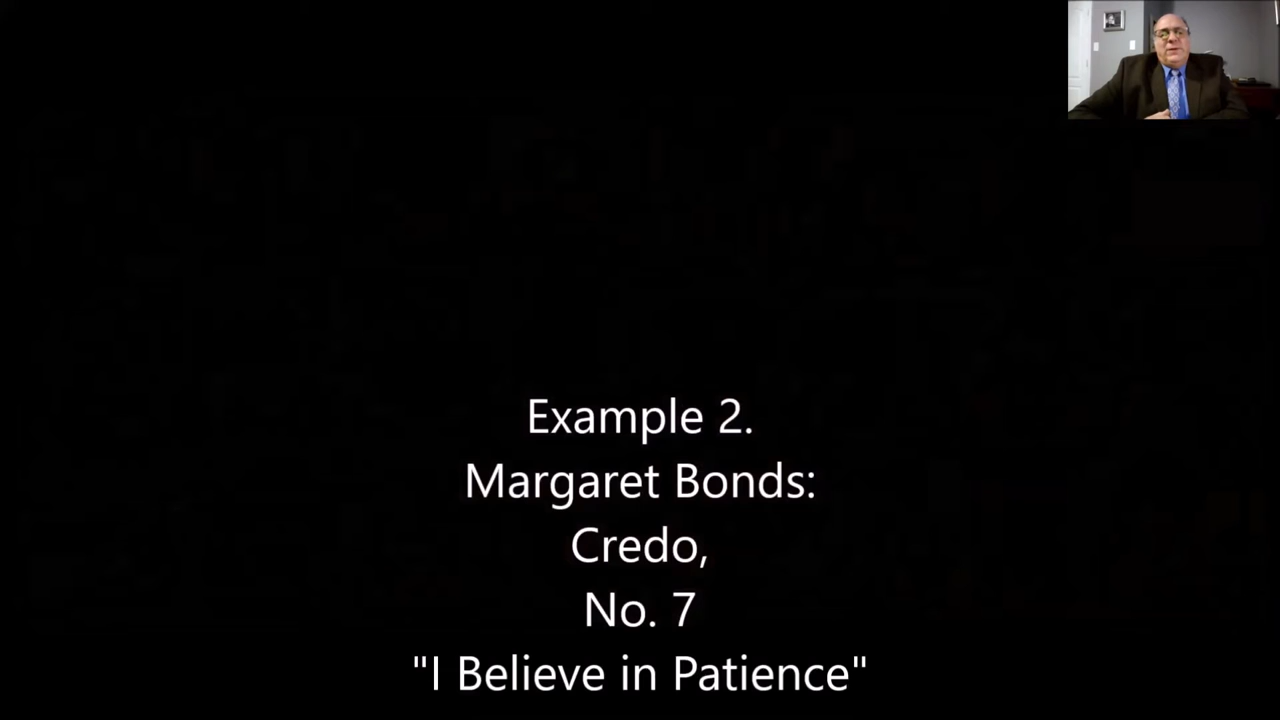 Example 2.
Margaret Bonds:
Credo,
No. 7
"I Believe in Patience"